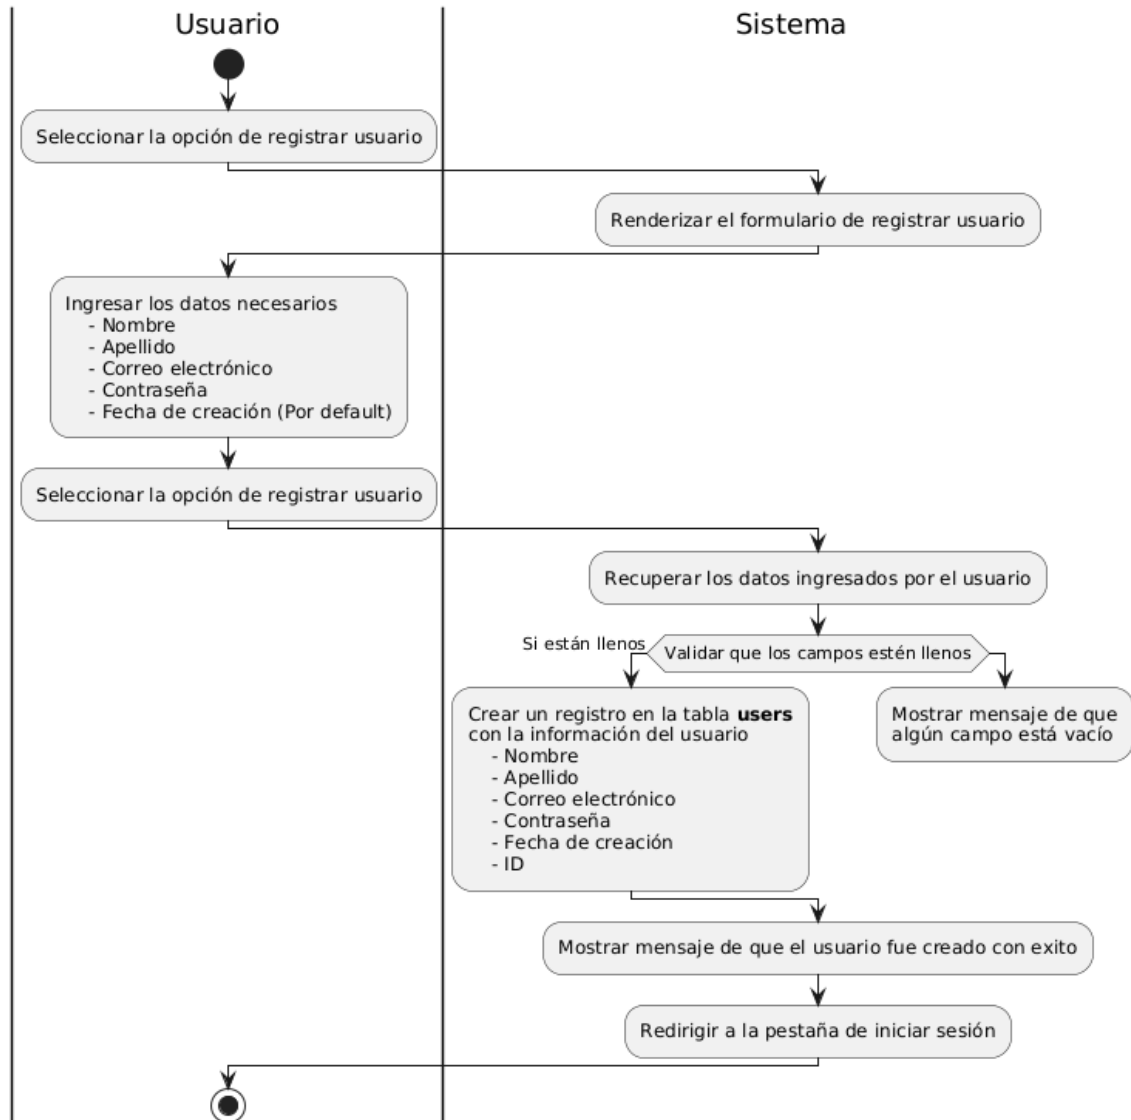 Usuario
Sistema
Seleccionar la opción de registrar usuario
Renderizar el formulario de registrar usuario
Ingresar los datos necesarios
- Nombre
- Apellido
- Correo electrónico
- Contraseña
- Fecha de creación (Por default)
Seleccionar la opción de registrar usuario
Recuperar los datos ingresados por el usuario
Si están llenos
Validar que los campos estén llenos
Crear un registro en la tabla users
con la información del usuario
- Nombre
- Apellido
- Correo electrónico
- Contraseña
- Fecha de creación
- ID
Mostrar mensaje de que
algún campo está vacío
Mostrar mensaje de que el usuario fue creado con exito
Redirigir a la pestaña de iniciar sesión